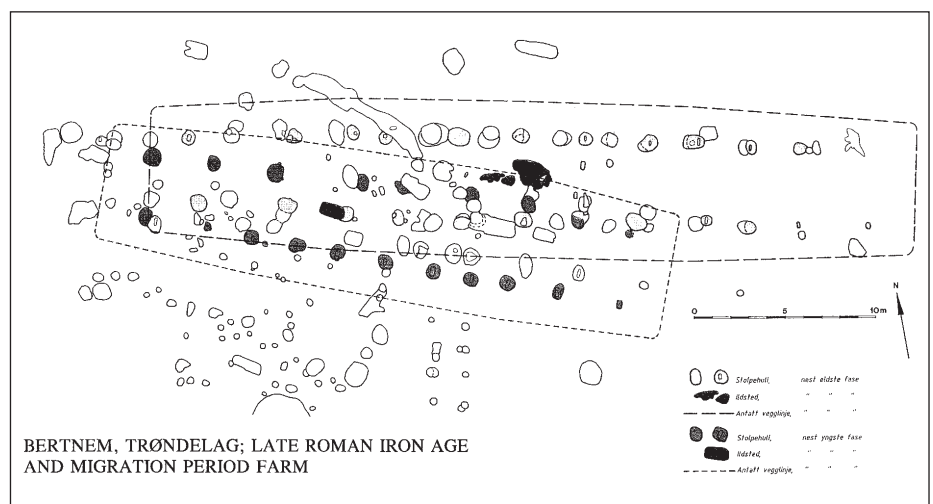 N
0 5 10 m
Stolpehull, nest eldste fase
Ildsted, " " "
Antatt vegglinje, " " "
Stolpehull, nest yngste fase
Ildsted, " " "
Antatt vegglinje, " " "
BERTNEM, TRØNDELAG; LATE ROMAN IRON AGE
AND MIGRATION PERIOD FARM